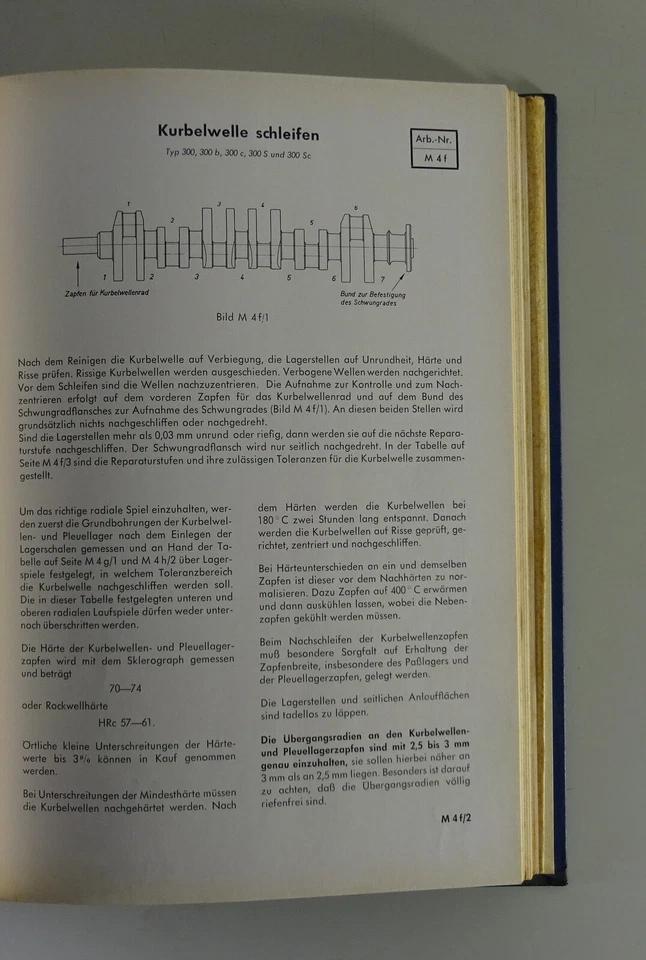 Kurbelwelle schleifen
Typ 300, 300 b, 300 c, 300 S und 300 Sc
Arb.-Nr.
M 4 f
1 2 3 4 5 6
1 2 3 4 5 6 7
Zapfen für Kurbelwellenrad
Bund zur Befestigung
des Schwungrades
Bild M 4 f/1
Nach dem Reinigen die Kurbelwelle auf Verbiegung, die Lagerstellen auf Unrundheit, Härte und
Risse prüfen. Rissige Kurbelwellen werden ausgeschieden. Verbogene Wellen werden nachgerichtet.
Vor dem Schleifen sind die Wellen nachzuzentrieren. Die Aufnahme zur Kontrolle und zum Nach-
zentrieren erfolgt auf dem vorderen Zapfen für das Kurbelwellenrad und auf dem Bund des
Schwungradflansches zur Aufnahme des Schwungrades (Bild M 4 f/1). An diesen beiden Stellen wird
grundsätzlich nichts nachgeschliffen oder nachgedreht.
Sind die Lagerstellen mehr als 0,03 mm unrund oder riefig, dann werden sie auf die nächste Repara-
turstufe nachgeschliffen. Der Schwungradflansch wird nur seitlich nachgedreht. In der Tabelle auf
Seite M 4 f/3 sind die Reparaturstufen und ihre zulässigen Toleranzen für die Kurbelwelle zusammen-
gestellt.
Um das richtige radiale Spiel einzuhalten, wer-
den zuerst die Grundbohrungen der Kurbelwel-
len- und Pleuellager nach dem Einlegen der
Lagerschalen gemessen und an Hand der Ta-
belle auf Seite M 4 g/1 und M 4 h/2 über Lager-
spiele festgelegt, in welchem Toleranzbereich
die Kurbelwelle nachgeschliffen werden soll.
Die in dieser Tabelle festgelegten unteren und
oberen radialen Laufspiele dürfen weder unter-
noch überschritten werden.
Die Härte der Kurbelwellen- und Pleuellager-
zapfen wird mit dem Sklerograph gemessen
und beträgt
70—74
oder Rockwellhärte
HRc 57—61.
Örtliche kleine Unterschreitungen der Härte-
werte bis 3% können in Kauf genommen
werden.
Bei Unterschreitungen der Mindesthärte müssen
die Kurbelwellen nachgehärtet werden. Nach
dem Härten werden die Kurbelwellen bei
180° C zwei Stunden lang entspannt. Danach
werden die Kurbelwellen auf Risse geprüft, ge-
richtet, zentriert und nachgeschliffen.
Bei Härteunterschieden an ein und demselben
Zapfen ist dieser vor dem Nachhärten zu nor-
malisieren. Dazu Zapfen auf 400° C erwärmen
und dann auskühlen lassen, wobei die Neben-
zapfen gekühlt werden müssen.
Beim Nachschleifen der Kurbelwellenzapfen
muß besondere Sorgfalt auf Erhaltung der
Zapfenbreite, insbesondere des Paßlagers und
der Pleuellagerzapfen, gelegt werden.
Die Lagerstellen und seitlichen Anlaufflächen
sind tadellos zu läppen.
Die Übergangsradien an den Kurbelwellen-
und Pleuellagerzapfen sind mit 2,5 bis 3 mm
genau einzuhalten, sie sollen hierbei näher an
3 mm als an 2,5 mm liegen. Besonders ist darauf
zu achten, daß die Übergangsradien völlig
riefenfrei sind.
M 4 f/2